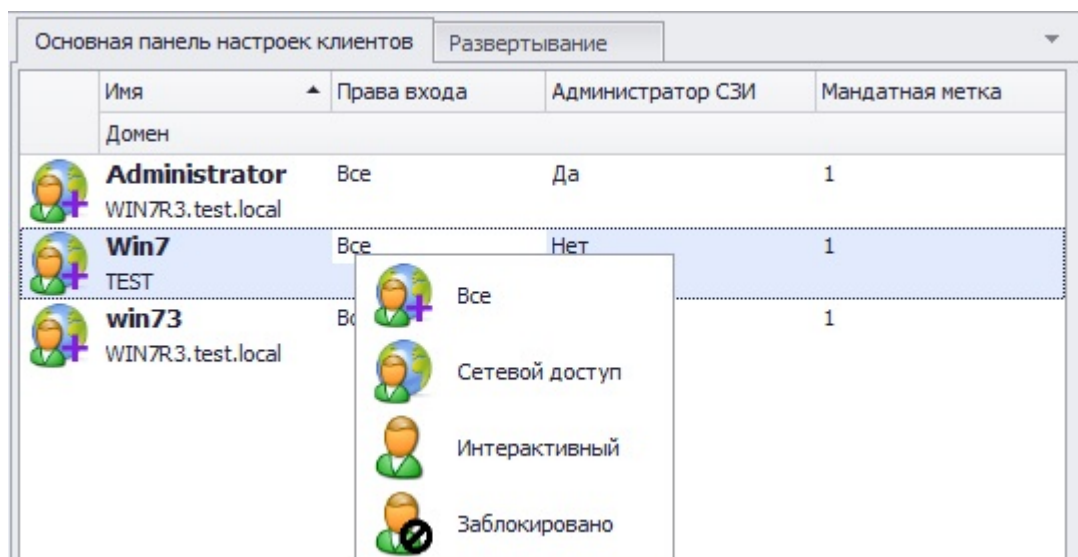 Основная панель настроек клиентов Развертывание
Имя Права входа Администратор СЗИ Мандатная метка
Домен
Administrator Все Да 1
WIN7R3.test.local
Win7 Все Нет 1
TEST
Все
win73 1
WIN7R3.test.local
Сетевой доступ
Интерактивный
Заблокировано